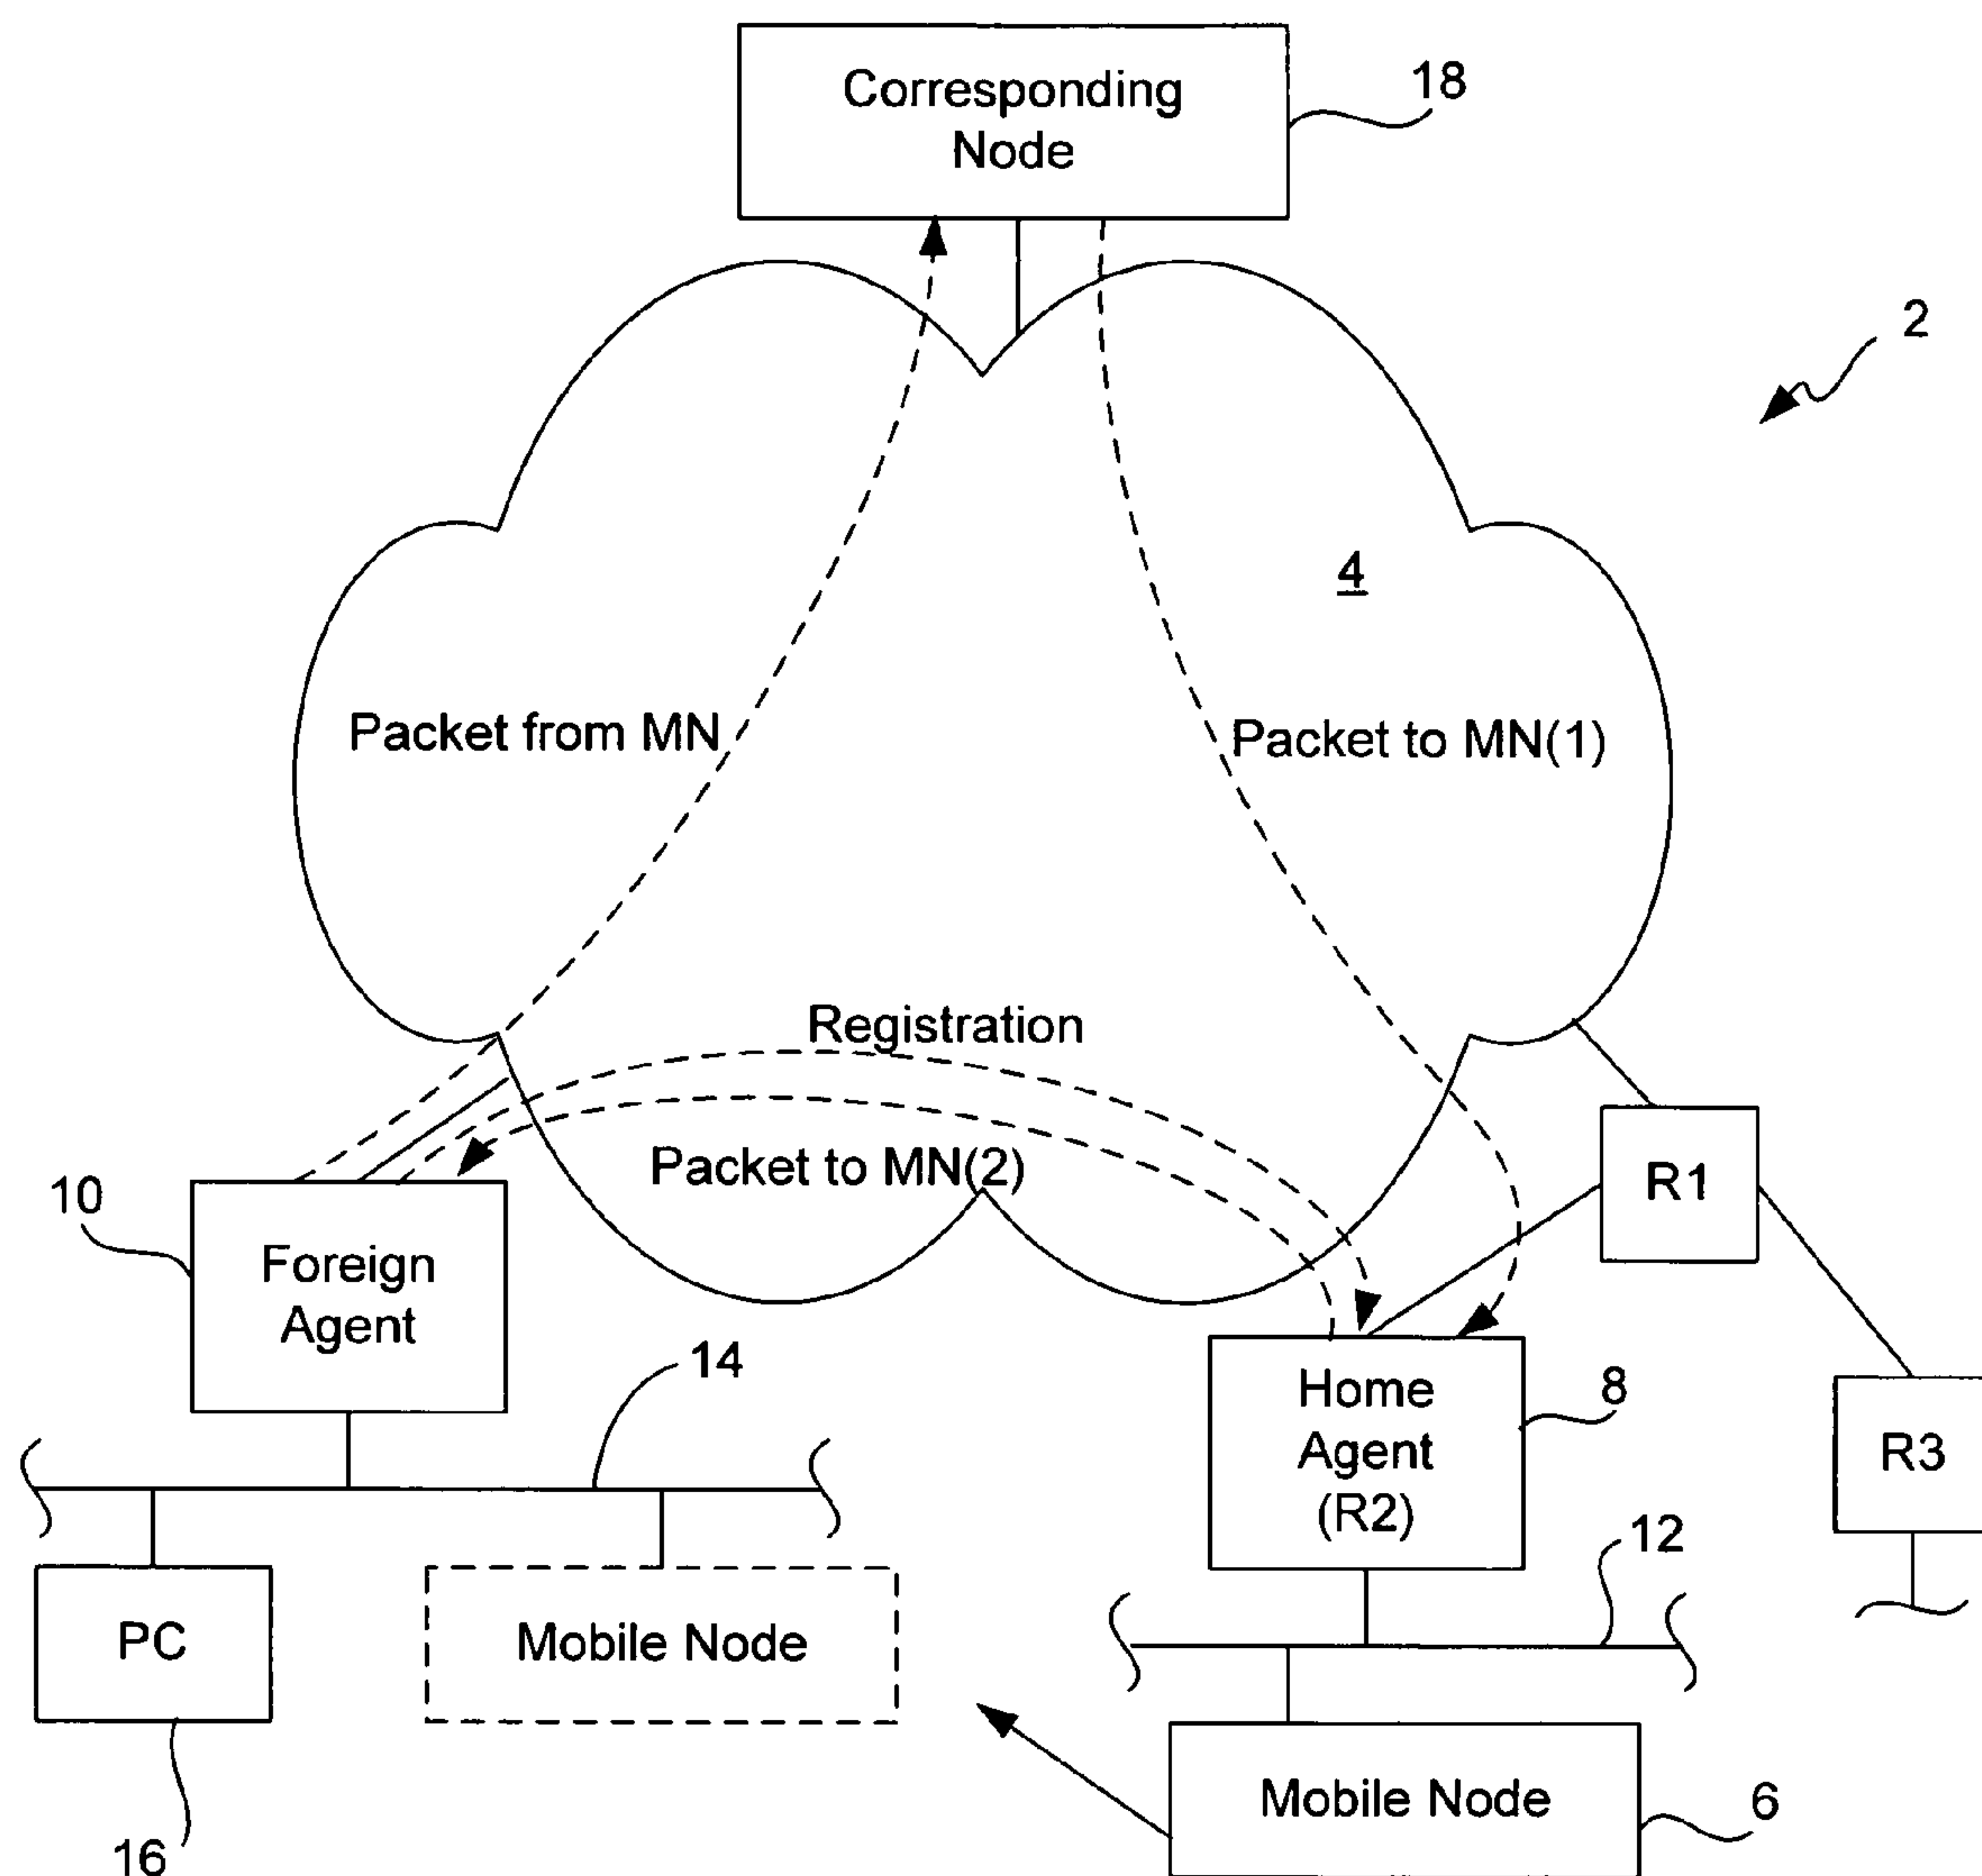 Corresponding
Node
18
2
4
Packet from MN
Packet to MN(1)
Registration
Packet to MN(2)
R1
10
Foreign
Agent
14
Home
Agent
(R2)
8
R3
12
PC
Mobile Node
Mobile Node
6
16